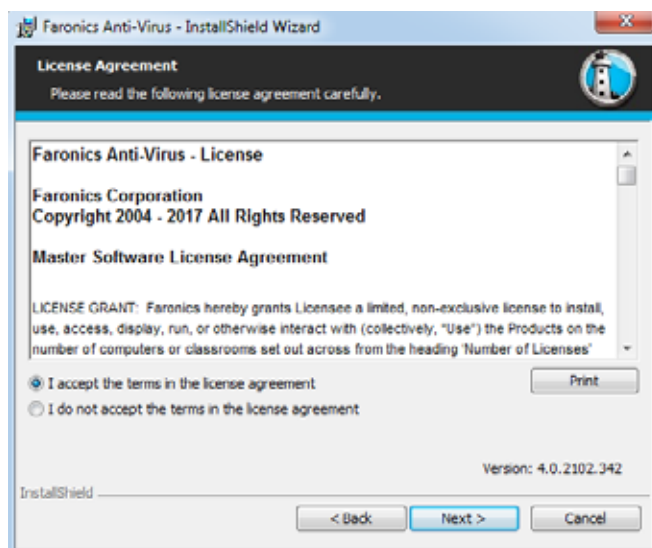 Faronics Anti-Virus - InstallShield Wizard
License Agreement
Please read the following license agreement carefully.
Faronics Anti-Virus - License
Faronics Corporation
Copyright 2004 - 2017 All Rights Reserved
Master Software License Agreement
LICENSE GRANT: Faronics hereby grants Licensee a limited, non-exclusive license to install,
use, access, display, run, or otherwise interact with (collectively, "Use") the Products on the
number of computers or classrooms set out across from the heading 'Number of Licenses'
I accept the terms in the license agreement
Print
I do not accept the terms in the license agreement
Version: 4.0.2102.342
InstallShield
< Back
Next >
Cancel